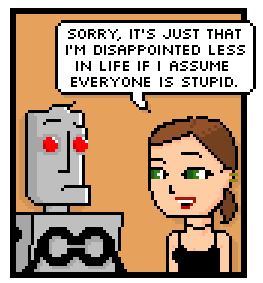 SORRY, IT'S JUST THAT
I'M DISAPPOINTED LESS
IN LIFE IF I ASSUME
EVERYONE IS STUPID.